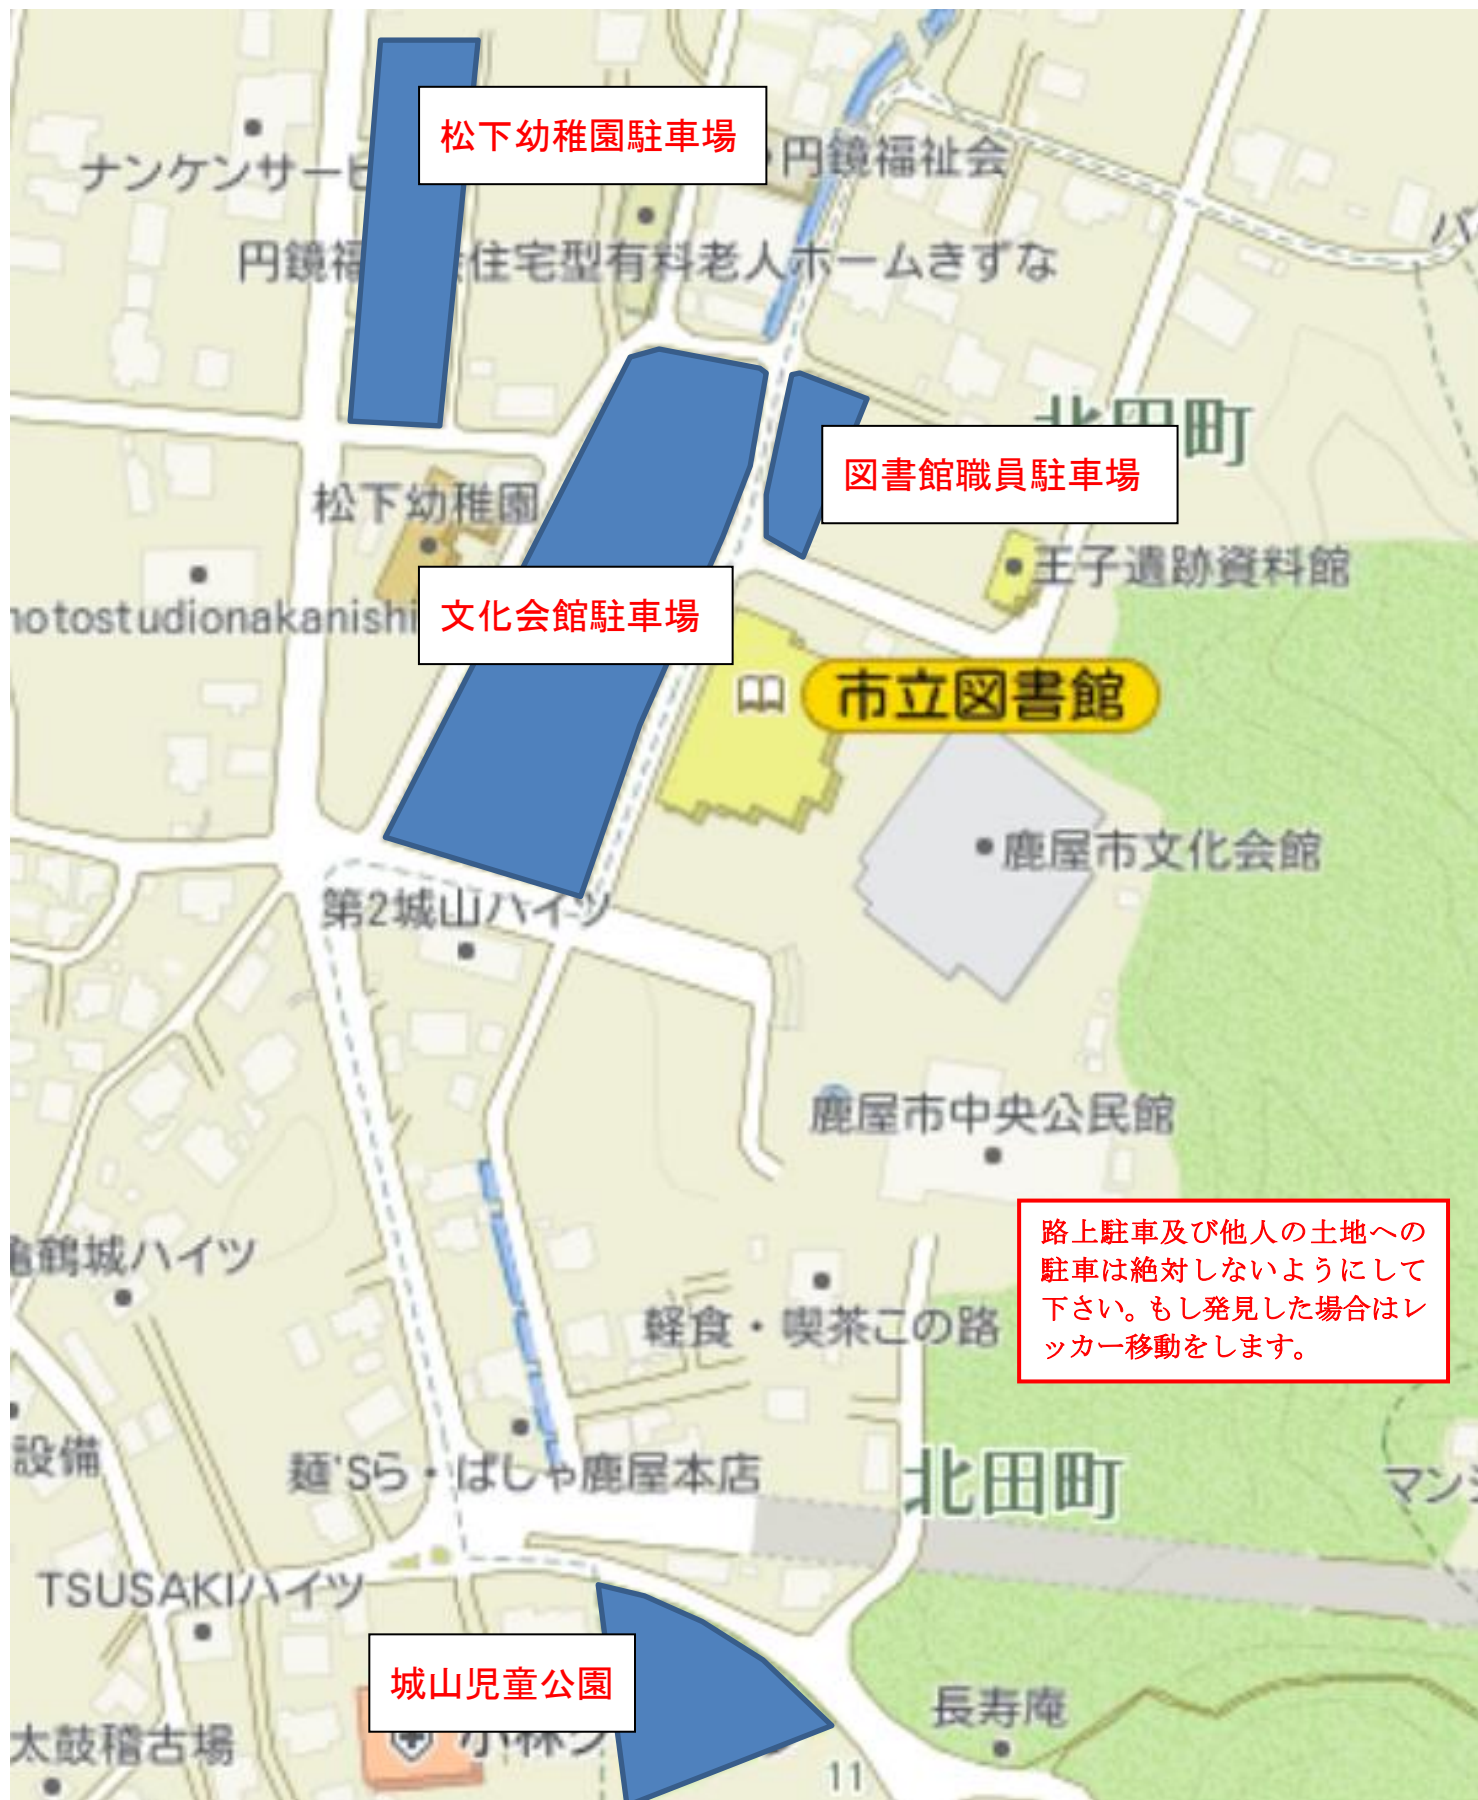 松下幼稚園駐車場
円鏡福祉会
ナンケンサービ
円鏡福
住宅型有料老人ホームきずな
北田町
図書館職員駐車場
松下幼稚園
王子遺跡資料館
文化会館駐車場
otostudionakanishi
市立図書館
鹿屋市文化会館
第2城山ハイツ
鹿屋市中央公民館
路上駐車及び他人の土地への
駐車は絶対しないようにして
下さい。もし発見した場合はレ
ッカー移動をします。
亀鶴城ハイツ
軽食・喫茶この路
設備
麺'Sら・ばしゃ鹿屋本店
北田町
マンシ
TSUSAKIハイツ
城山児童公園
長寿庵
小林
太鼓稽古場
11